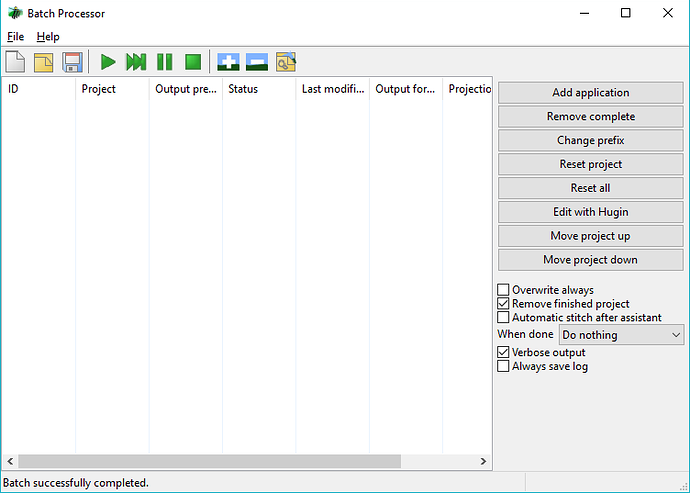 Batch Processor
File Help
ID Project Output pre... Status Last modifi... Output for... Projectio
Add application
Remove complete
Change prefix
Reset project
Reset all
Edit with Hugin
Move project up
Move project down
Overwrite always
Remove finished project
Automatic stitch after assistant
When done Do nothing
Verbose output
Always save log
Batch successfully completed.